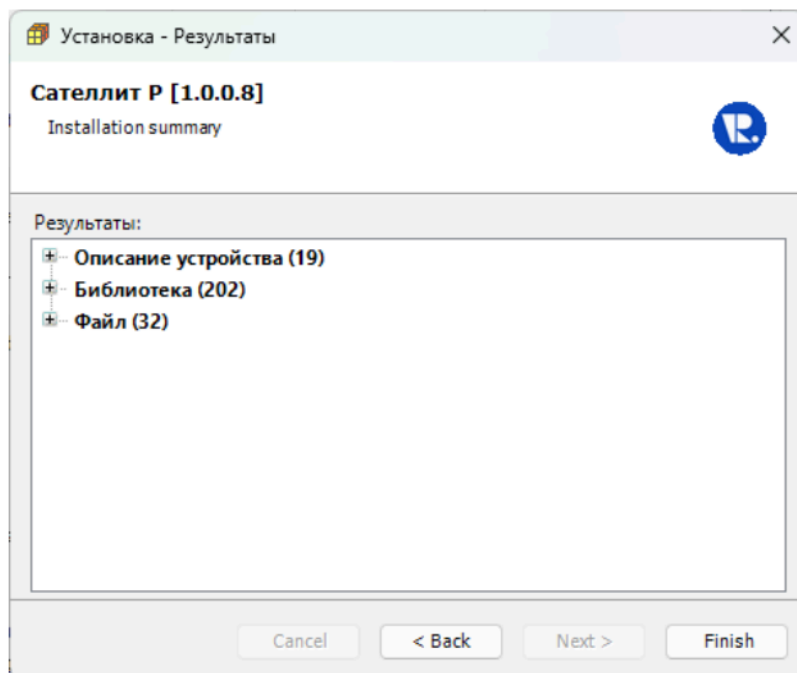 Установка - Результаты
Сателлит Р [1.0.0.8]
Installation summary
Результаты:
Описание устройства (19)
Библиотека (202)
Файл (32)
Cancel
< Back
Next >
Finish